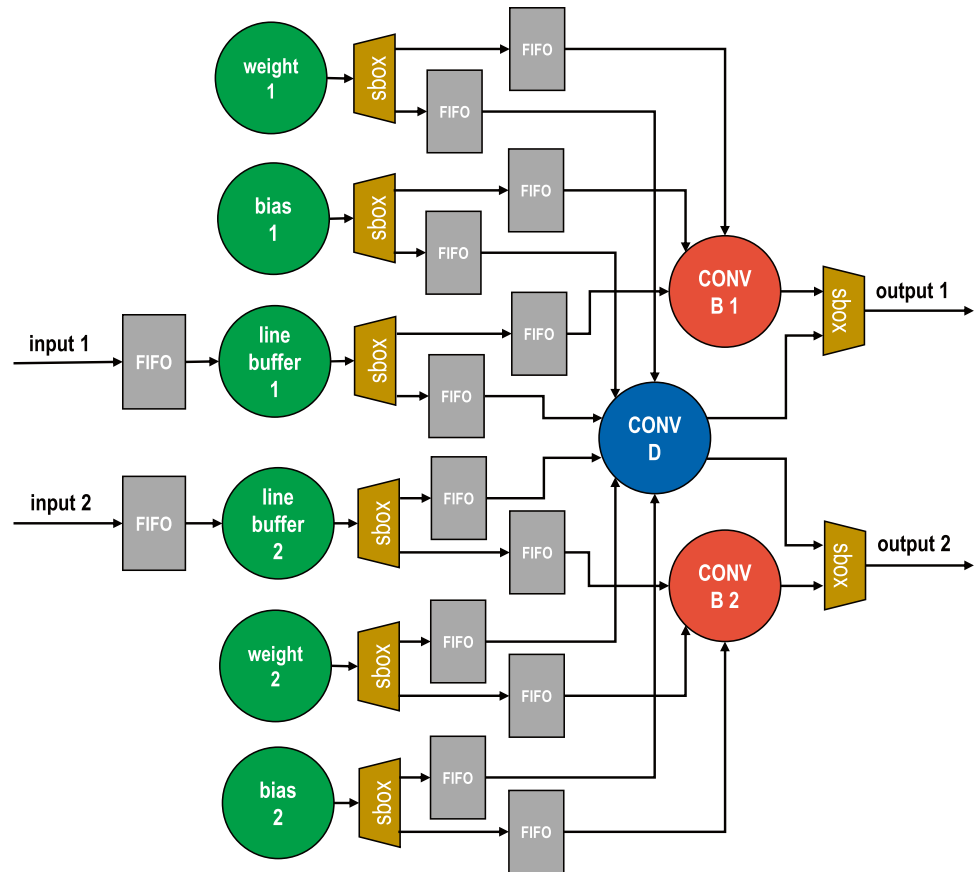 FIFO
weight
1
sbox
FIFO
FIFO
bias
1
sbox
FIFO
CONV
B 1
sbox
output 1
input 1
FIFO
line
buffer
1
sbox
FIFO
FIFO
CONV
D
input 2
FIFO
line
buffer
2
sbox
FIFO
FIFO
CONV
B 2
sbox
output 2
weight
2
sbox
FIFO
FIFO
bias
2
sbox
FIFO
FIFO